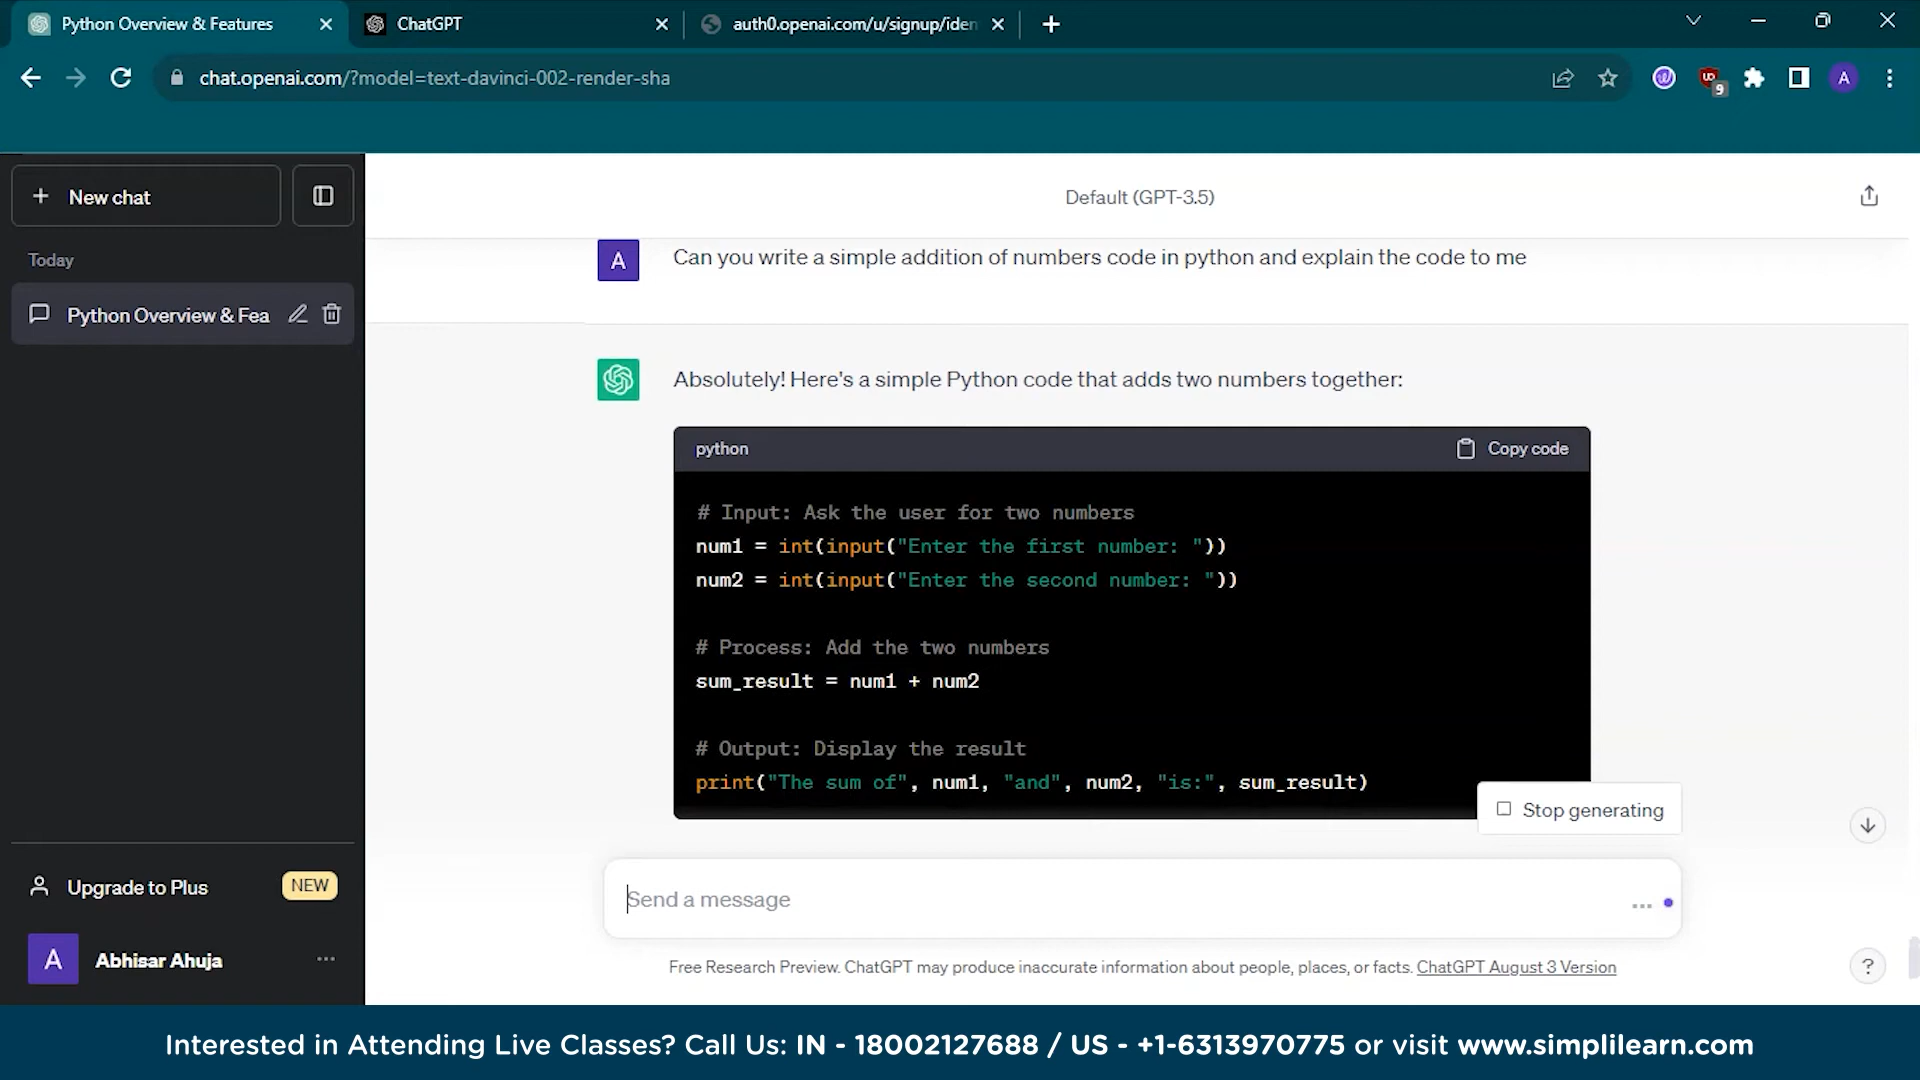 Python Overview & Features
ChatGPT
auth0.openai.com/u/signup/iden
chat.openai.com/?model=text-davinci-002-render-sha
9
A
New chat
Default (GPT-3.5)
Today
Python Overview & Fea
A
Can you write a simple addition of numbers code in python and explain the code to me
Absolutely! Here's a simple Python code that adds two numbers together:
python
Copy code
# Input: Ask the user for two numbers
num1 = int(input("Enter the first number: "))
num2 = int(input("Enter the second number: "))
# Process: Add the two numbers
sum_result = num1 + num2
# Output: Display the result
print("The sum of", num1, "and", num2, "is:", sum_result)
Stop generating
Upgrade to Plus
NEW
Send a message
A
Abhisar Ahuja
Free Research Preview. ChatGPT may produce inaccurate information about people, places, or facts. ChatGPT August 3 Version
?
Interested in Attending Live Classes? Call Us: IN - 18002127688 / US - +1-6313970775 or visit www.simplilearn.com